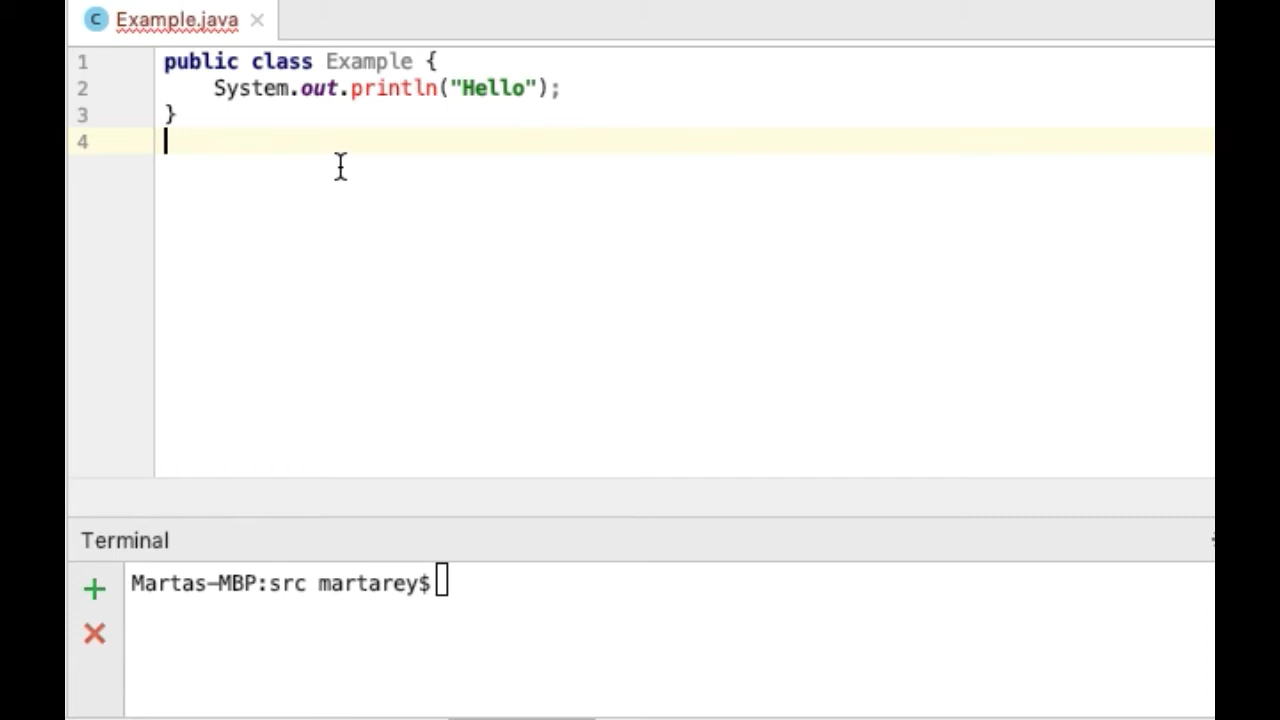 C Example.java ×
1 public class Example {
2     System.out.println("Hello");
3 }
4
Terminal
Martas-MBP:src martarey$